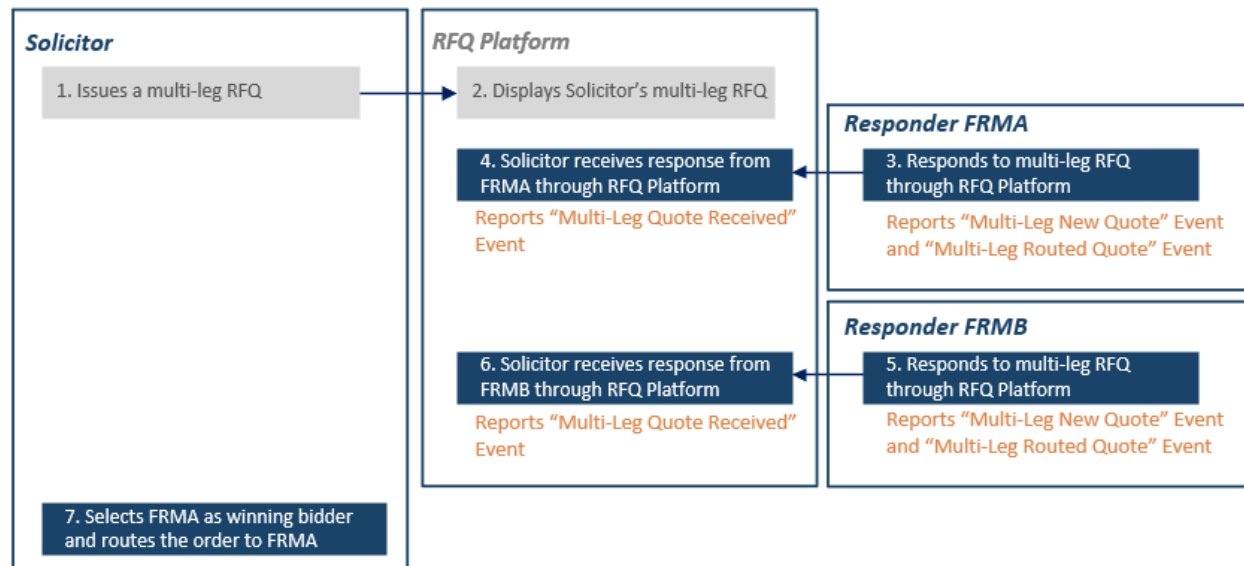 Solicitor
1. Issues a multi-leg RFQ
RFQ Platform
2. Displays Solicitor's multi-leg RFQ
Responder FRMA
3. Responds to multi-leg RFQ
through RFQ Platform
Reports “Multi-Leg New Quote” Event
and “Multi-Leg Routed Quote” Event
4. Solicitor receives response from
FRMA through RFQ Platform
Reports “Multi-Leg Quote Received”
Event
Responder FRMB
5. Responds to multi-leg RFQ
through RFQ Platform
Reports “Multi-Leg New Quote” Event
and “Multi-Leg Routed Quote” Event
6. Solicitor receives response from
FRMB through RFQ Platform
Reports “Multi-Leg Quote Received”
Event
7. Selects FRMA as winning bidder
and routes the order to FRMA